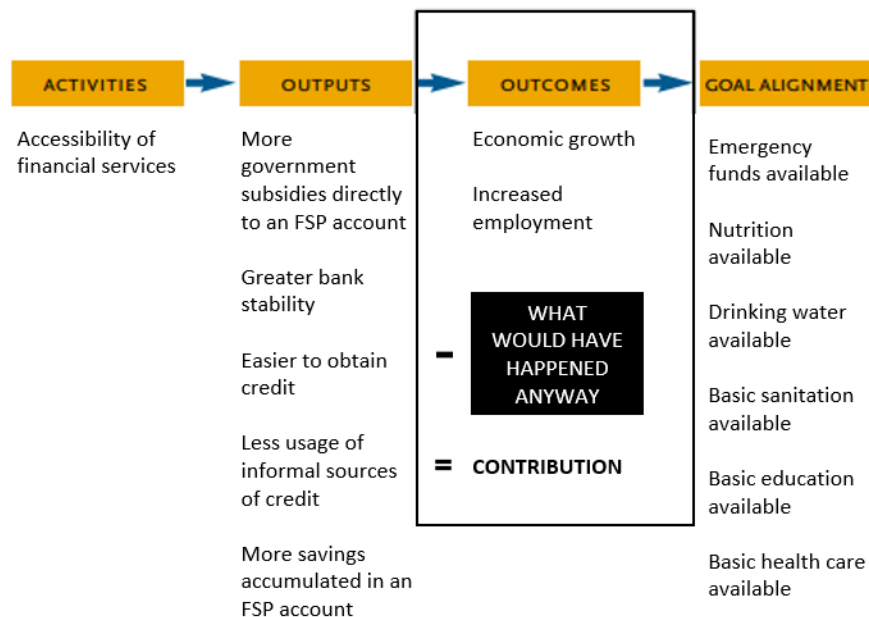 ACTIVITIES
Accessibility of
financial services
OUTPUTS
More
government
subsidies directly
to an FSP account
Greater bank
stability
Easier to obtain
credit
Less usage of
informal sources
of credit
More savings
accumulated in an
FSP account
OUTCOMES
Economic growth
Increased
employment
-
WHAT
WOULD HAVE
HAPPENED
ANYWAY
= CONTRIBUTION
GOAL ALIGNMENT
Emergency
funds available
Nutrition
available
Drinking water
available
Basic sanitation
available
Basic education
available
Basic health care
available